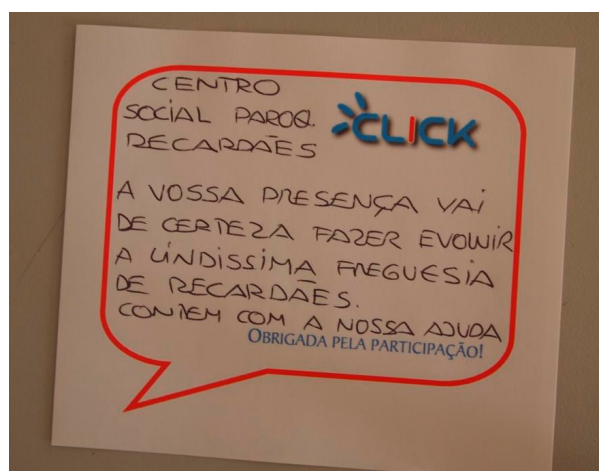 CENTRO
SOCIAL PAROQ.
CLICK
RECARDÃES
A VOSSA PRESENÇA VAI
DE CERTEZA FAZER EVOLUIR
A LINDISSIMA FREGUESIA
DE RECARDÃES.
CONTEM COM A NOSSA AJUDA
OBRIGADA PELA PARTICIPAÇÃO!